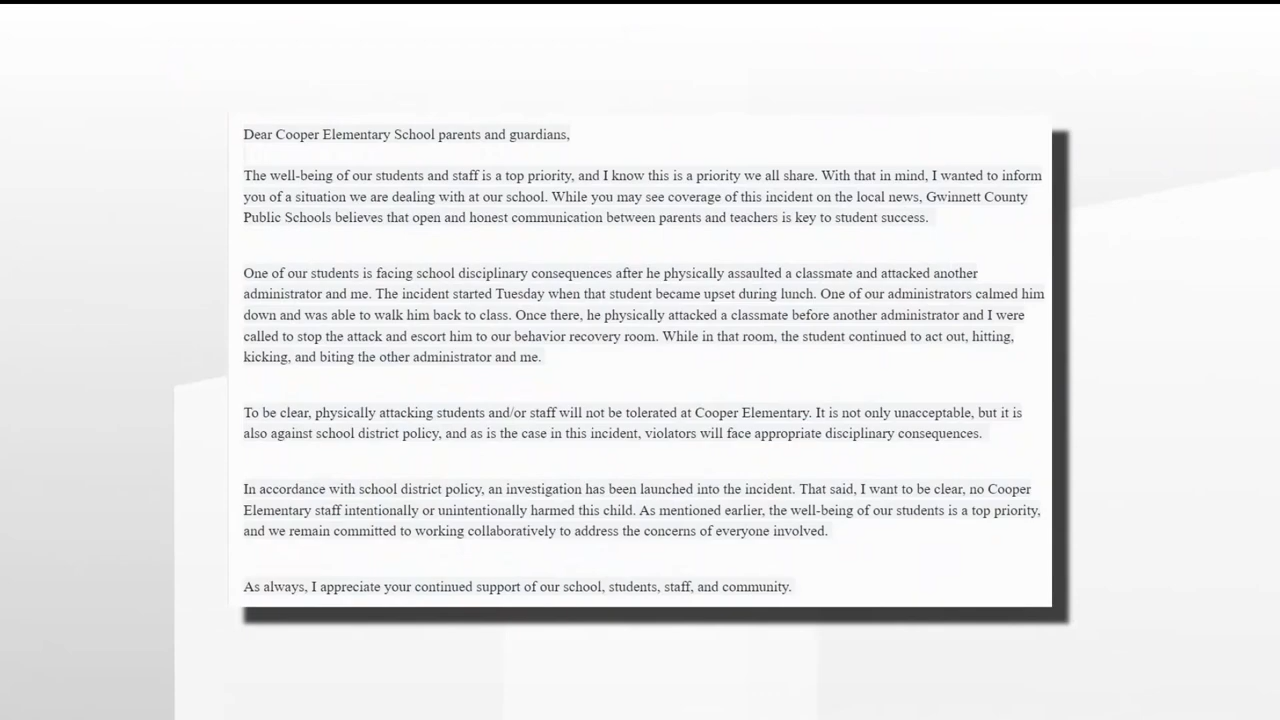 Dear Cooper Elementary School parents and guardians,
The well-being of our students and staff is a top priority, and I know this is a priority we all share. With that in mind, I wanted to inform
you of a situation we are dealing with at our school. While you may see coverage of this incident on the local news, Gwinnett County
Public Schools believes that open and honest communication between parents and teachers is key to student success.
One of our students is facing school disciplinary consequences after he physically assaulted a classmate and attacked another
administrator and me. The incident started Tuesday when that student became upset during lunch. One of our administrators calmed him
down and was able to walk him back to class. Once there, he physically attacked a classmate before another administrator and I were
called to stop the attack and escort him to our behavior recovery room. While in that room, the student continued to act out, hitting,
kicking, and biting the other administrator and me.
To be clear, physically attacking students and/or staff will not be tolerated at Cooper Elementary. It is not only unacceptable, but it is
also against school district policy, and as is the case in this incident, violators will face appropriate disciplinary consequences.
In accordance with school district policy, an investigation has been launched into the incident. That said, I want to be clear, no Cooper
Elementary staff intentionally or unintentionally harmed this child. As mentioned earlier, the well-being of our students is a top priority,
and we remain committed to working collaboratively to address the concerns of everyone involved.
As always, I appreciate your continued support of our school, students, staff, and community.